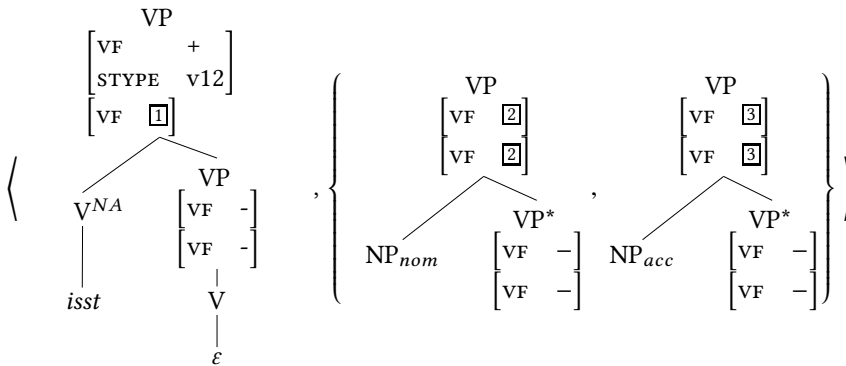 VP
[VF +]
[STYPE v12]
[VF 1]
VP
[VF 2]
[VF 2]
VP
[VF 3]
[VF 3]
⟨ , { , } ⟩
V^NA
VP
[VF -]
[VF -]
NP_nom
VP*
[VF –]
[VF –]
NP_acc
VP*
[VF –]
[VF –]
isst
V
ε